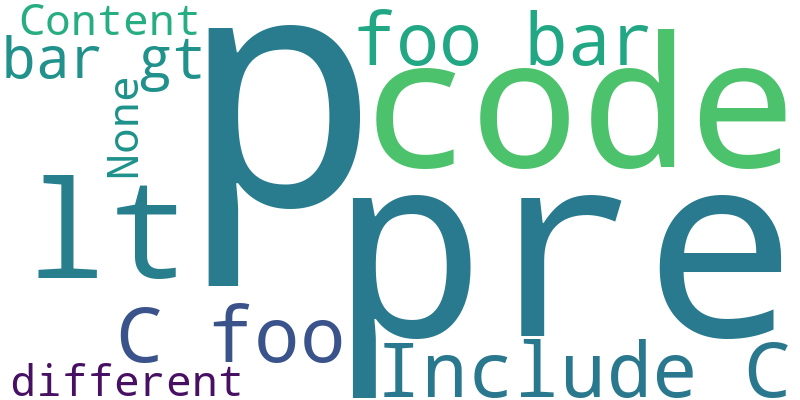 Content
bar gt
None
p
foo bar
code
lt
pre
C foo
Include C
different